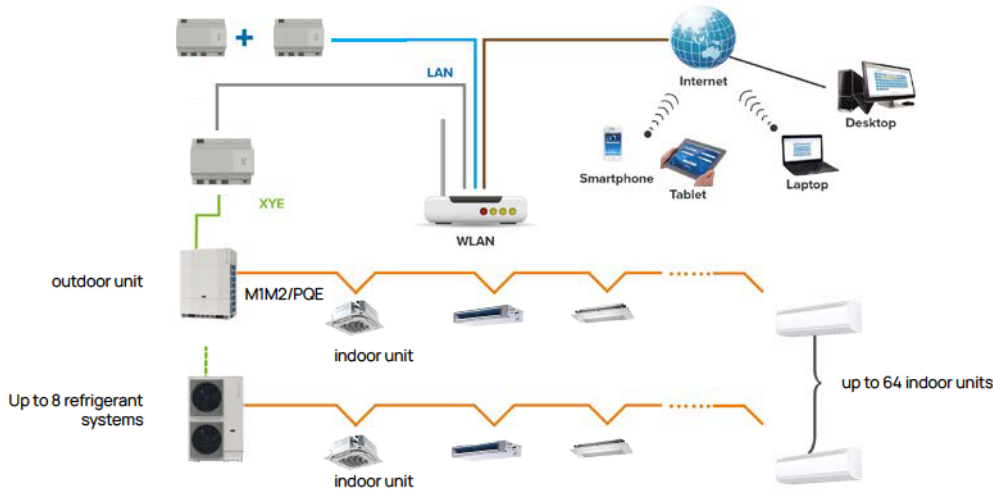 +
LAN
Internet
Desktop
Smartphone
Tablet
Laptop
XYE
WLAN
outdoor unit
M1M2/PQE
indoor unit
Up to 8 refrigerant
systems
up to 64 indoor units
indoor unit